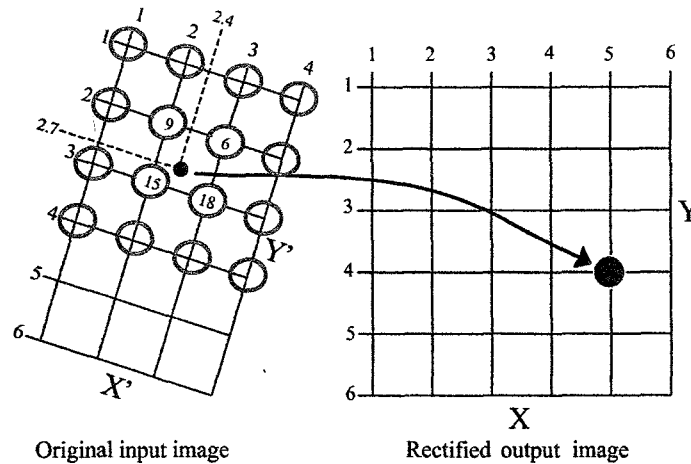 1 2 3 4
2.4
1
2
2.7
3
4
5
6
9 6
15 18
Y'
X'
1 2 3 4 5 6
1
2
3
4
5
6
Y
X
Original input image
Rectified output image